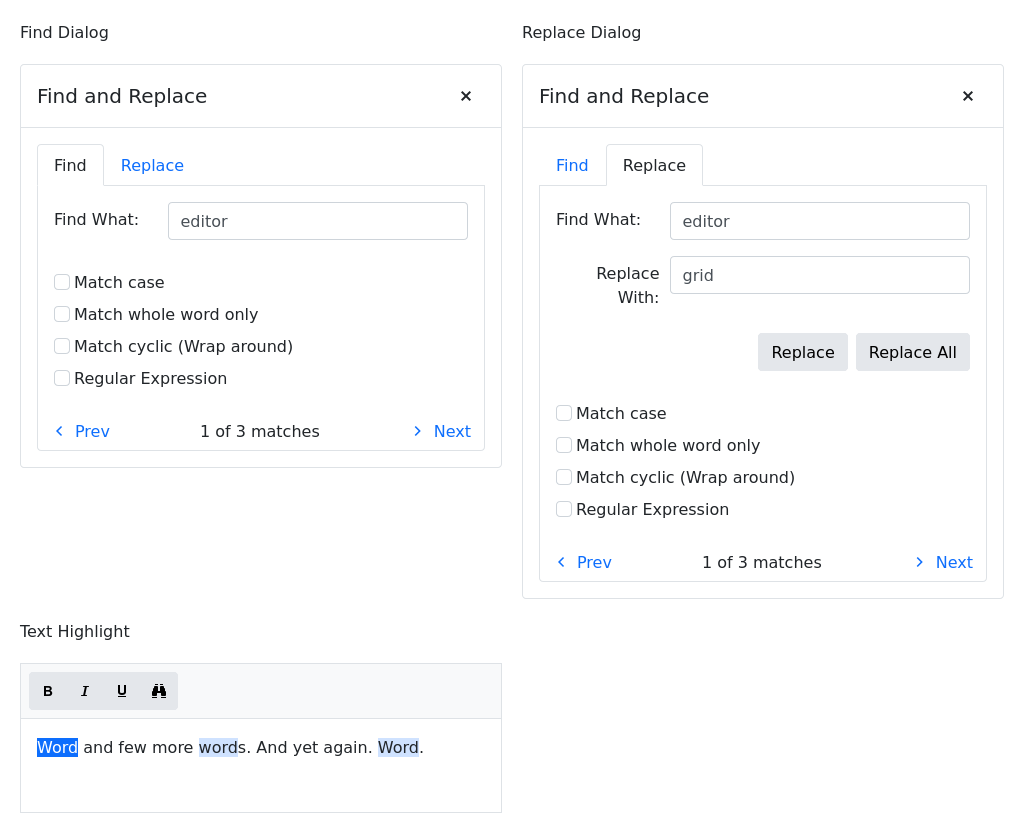 Find Dialog
Find and Replace
Find
Replace
Find What:
editor
Match case
Match whole word only
Match cyclic (Wrap around)
Regular Expression
Prev
1 of 3 matches
Next
Replace Dialog
Find and Replace
Find
Replace
Find What:
editor
Replace
With:
grid
Replace
Replace All
Match case
Match whole word only
Match cyclic (Wrap around)
Regular Expression
Prev
1 of 3 matches
Next
Text Highlight
B I U
Word and few more words. And yet again. Word.